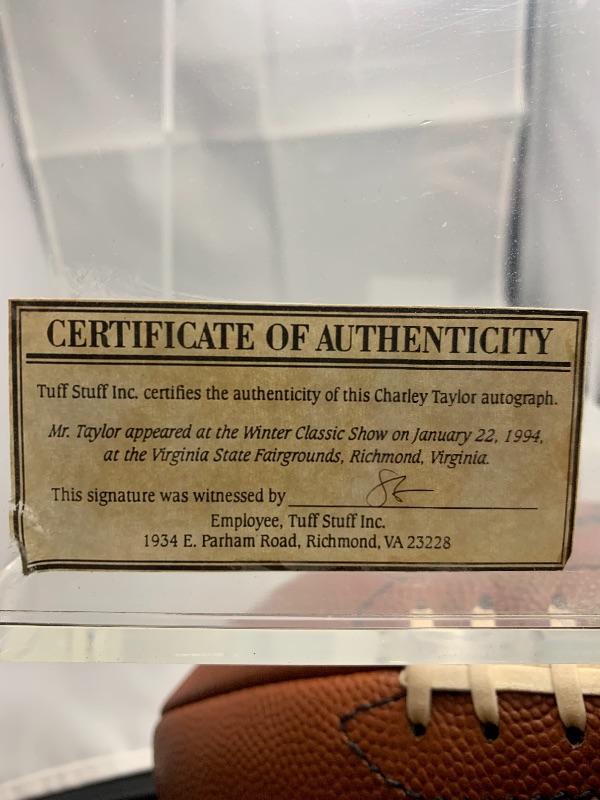 CERTIFICATE OF AUTHENTICITY
Tuff Stuff Inc. certifies the authenticity of this Charley Taylor autograph.
Mr. Taylor appeared at the Winter Classic Show on January 22, 1994,
at the Virginia State Fairgrounds, Richmond, Virginia.
This signature was witnessed by
Employee, Tuff Stuff Inc.
1934 E. Parham Road, Richmond, VA 23228